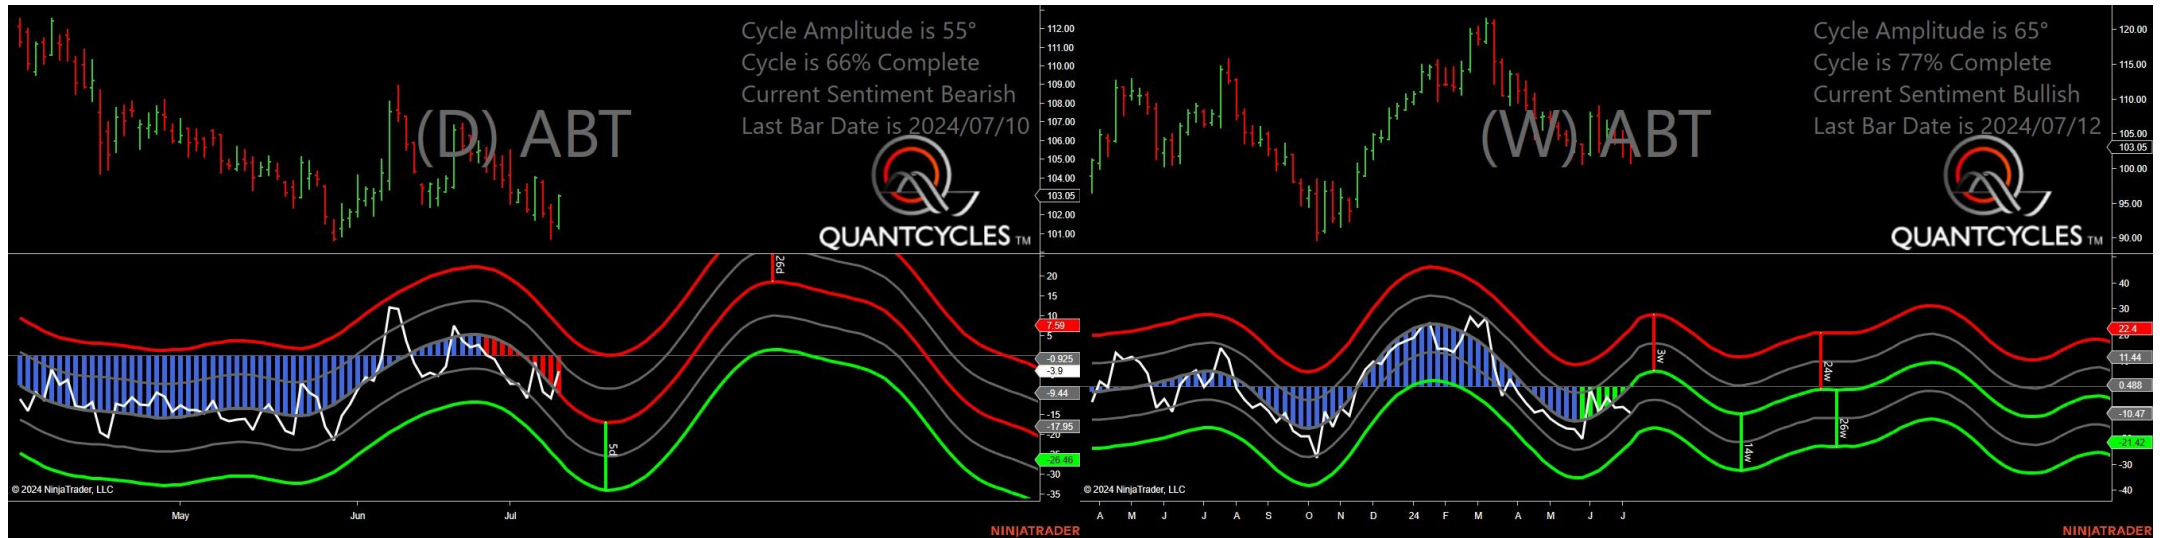 Cycle Amplitude is 55°
Cycle is 66% Complete
Current Sentiment Bearish
Last Bar Date is 2024/07/10
(D) ABT
QUANTCYCLES TM
112.00
111.00
110.00
109.00
108.00
107.00
106.00
105.00
104.00
103.05
102.00
101.00
26d
5d
20
15
10
7.59
5
-0.925
-3.9
-9.44
-15
-17.95
-20
-26.46
-30
-35
© 2024 NinjaTrader, LLC
May Jun Jul
NINJATRADER
Cycle Amplitude is 65°
Cycle is 77% Complete
Current Sentiment Bullish
Last Bar Date is 2024/07/12
(W) ABT
QUANTCYCLES TM
120.00
115.00
110.00
105.00
103.05
100.00
95.00
90.00
3w
24w
14w
26w
40
30
22.4
20
11.44
0.488
-10.47
-21.42
-30
-40
© 2024 NinjaTrader, LLC
A M J J A S O N D 24 F M A M J J
NINJATRADER